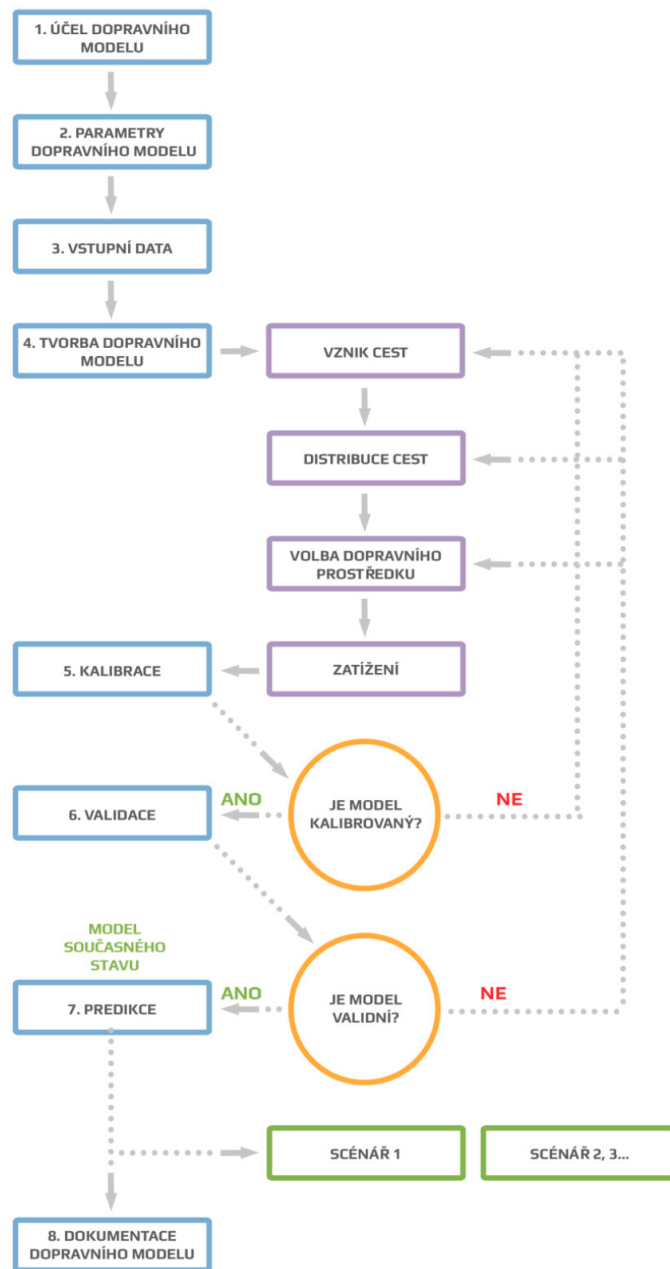 1. ÚČEL DOPRAVNÍHO
MODELU
2. PARAMETRY
DOPRAVNÍHO MODELU
3. VSTUPNÍ DATA
4. TVORBA DOPRAVNÍHO
MODELU
VZNIK CEST
DISTRIBUCE CEST
VOLBA DOPRAVNÍHO
PROSTŘEDKU
ZATÍŽENÍ
5. KALIBRACE
JE MODEL
KALIBROVANÝ?
ANO
NE
6. VALIDACE
JE MODEL
VALIDNÍ?
ANO
NE
MODEL
SOUČASNÉHO
STAVU
7. PREDIKCE
SCÉNÁŘ 1
SCÉNÁŘ 2, 3...
8. DOKUMENTACE
DOPRAVNÍHO MODELU